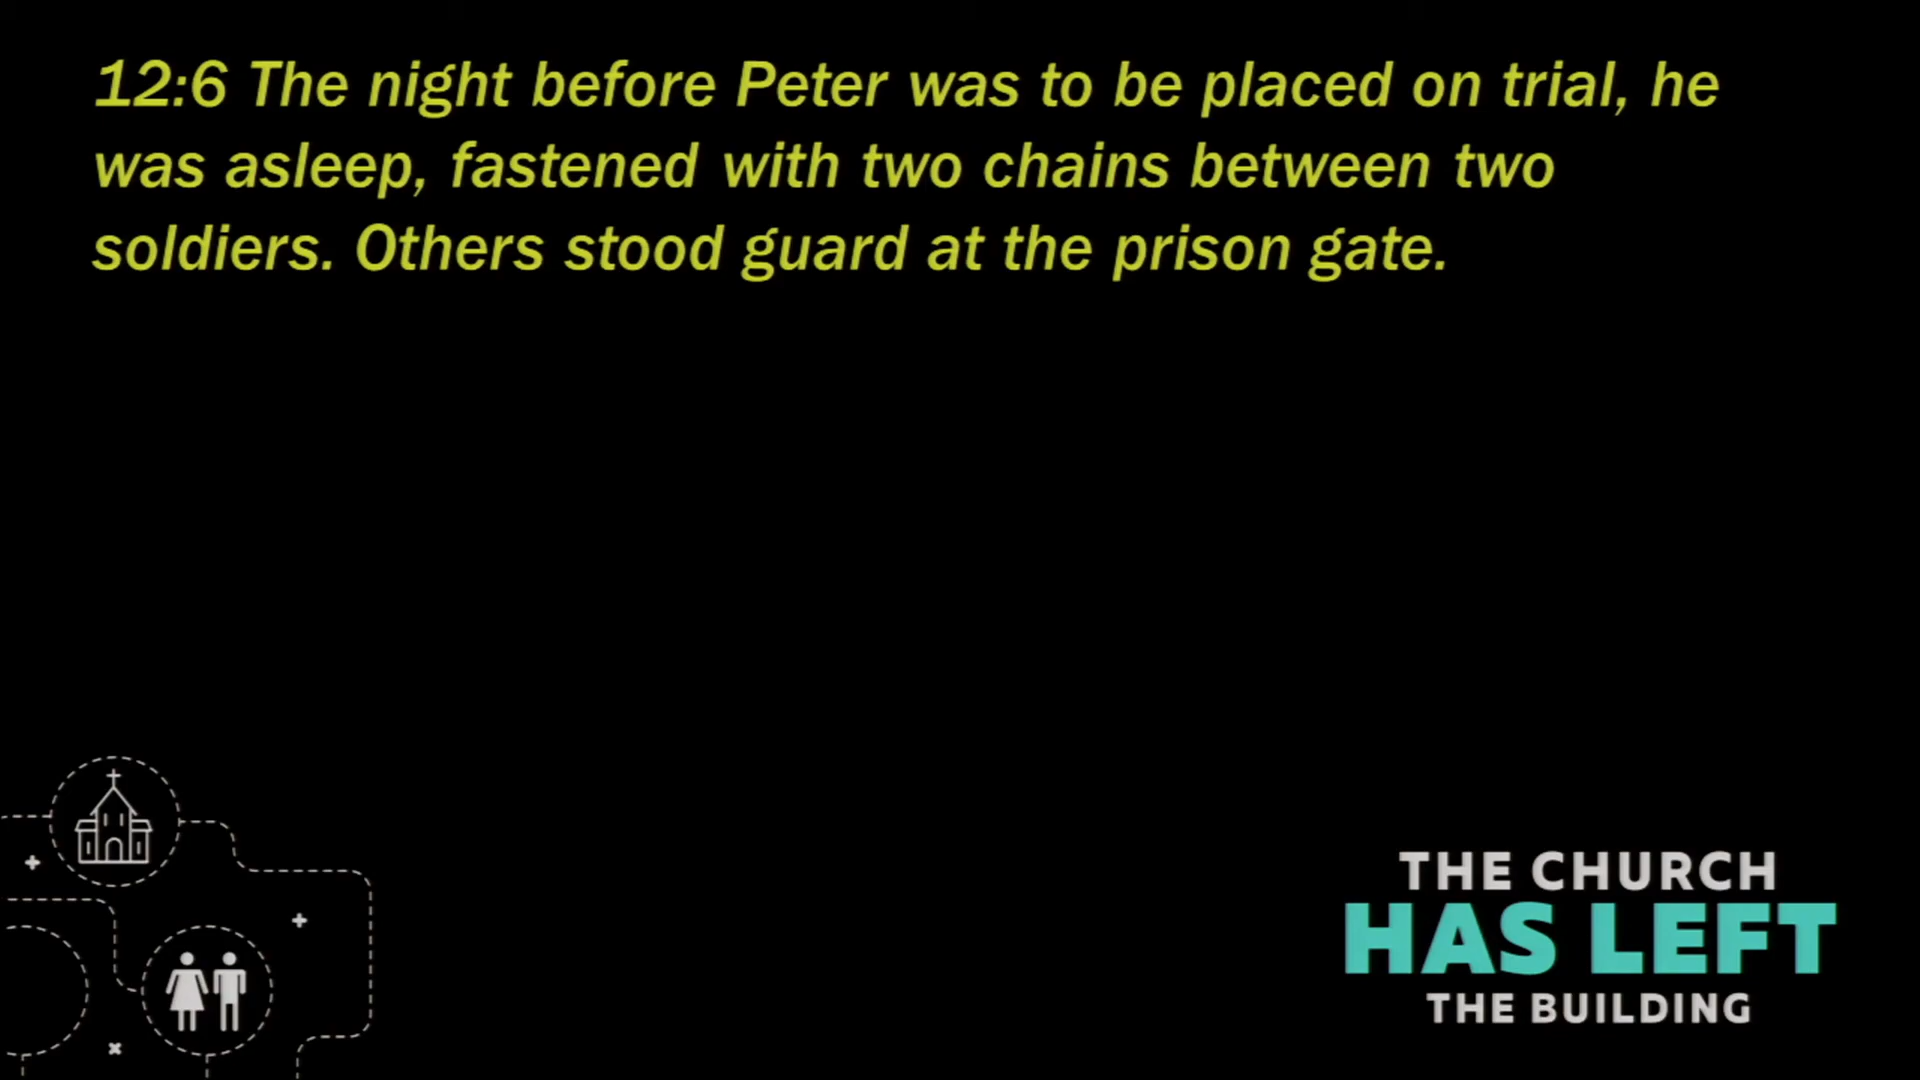 12:6 The night before Peter was to be placed on trial, he
was asleep, fastened with two chains between two
soldiers. Others stood guard at the prison gate.
THE CHURCH
HAS LEFT
THE BUILDING